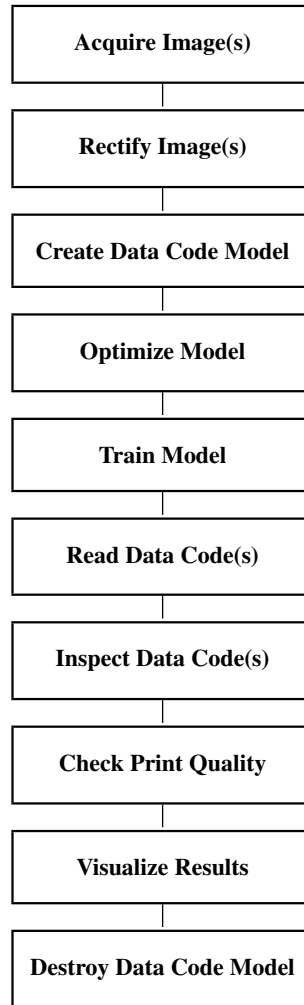 Acquire Image(s)
Rectify Image(s)
Create Data Code Model
Optimize Model
Train Model
Read Data Code(s)
Inspect Data Code(s)
Check Print Quality
Visualize Results
Destroy Data Code Model